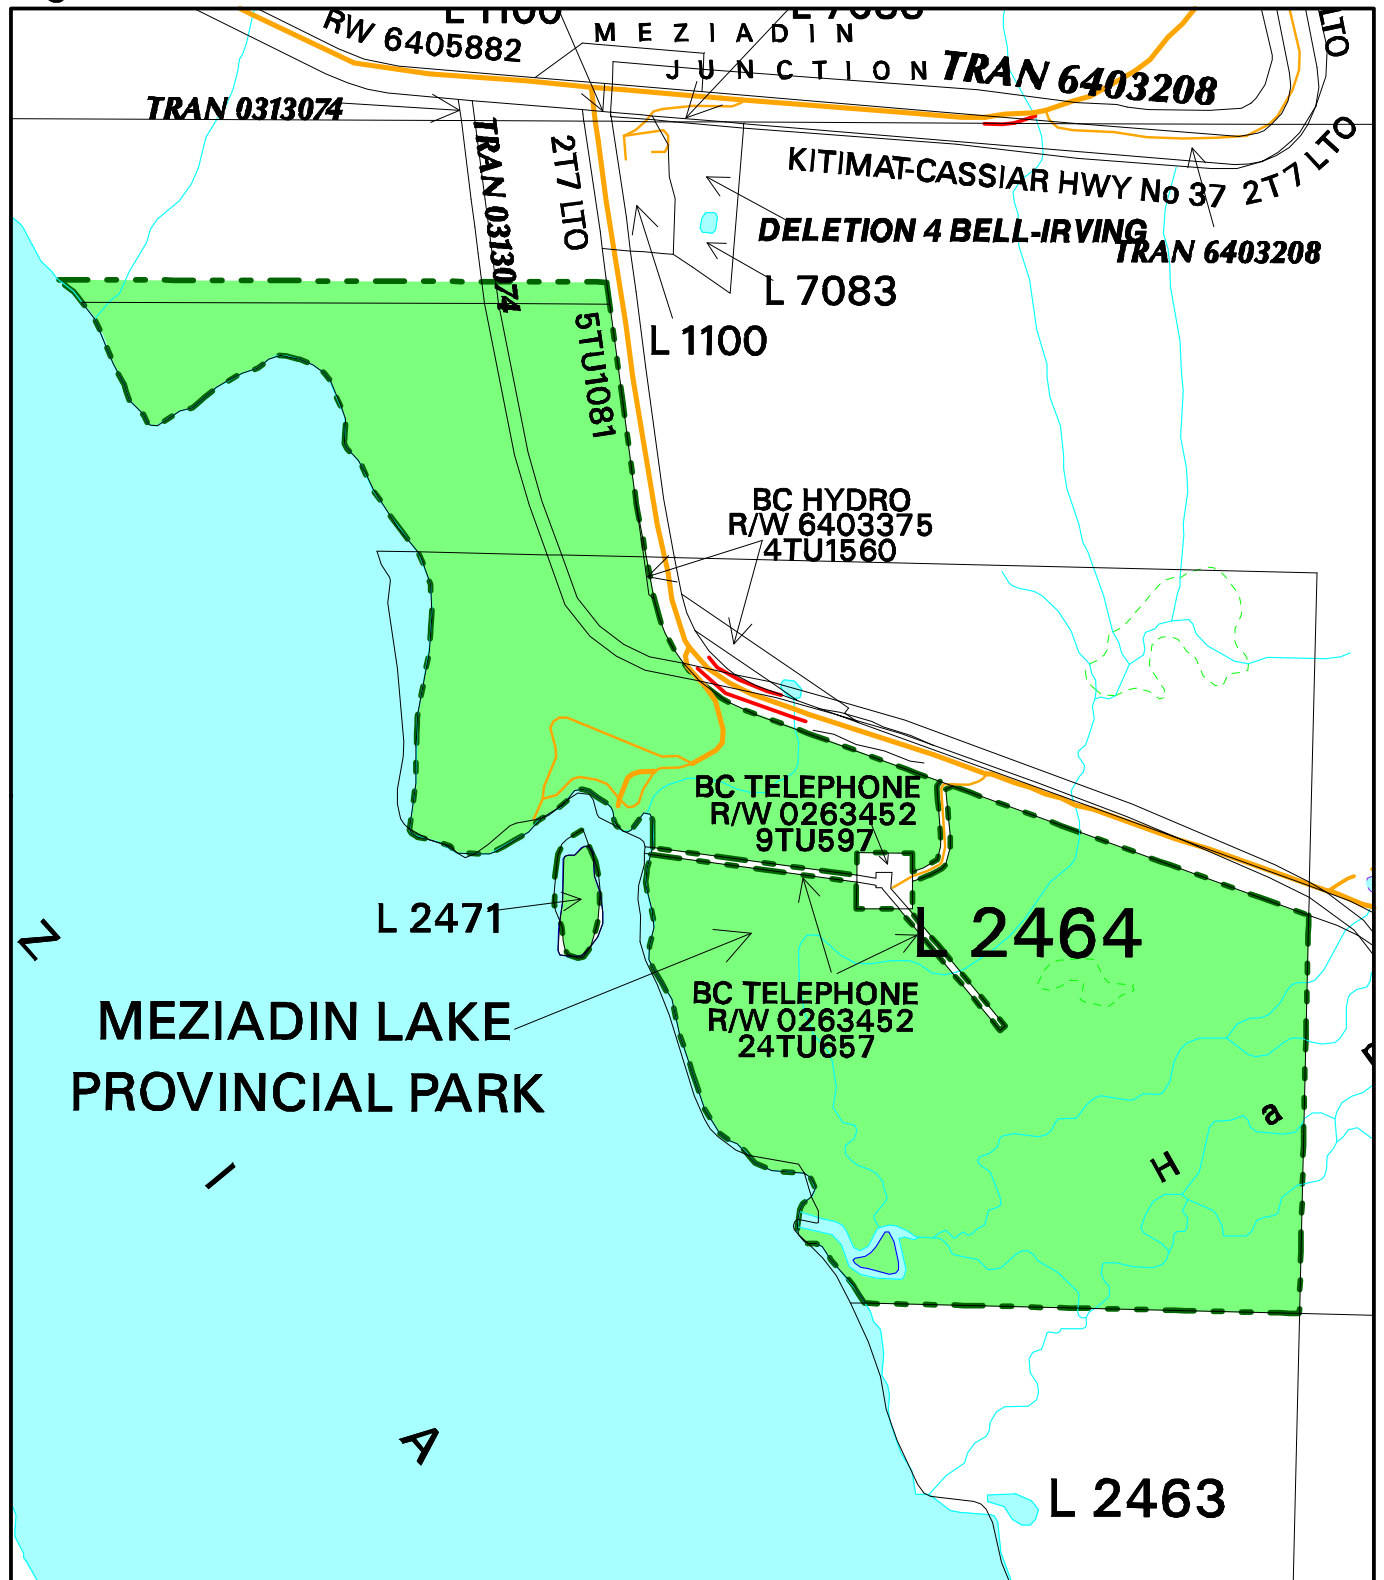 L 1100
RW 6405882
M E Z I A D I N
J U N C T I O N
TRAN 6403208
LTO
TRAN 0313074
TRAN 0313074
2T7 LTO
KITIMAT-CASSIAR HWY No 37
2T7 LTO
DELETION 4 BELL-IRVING
TRAN 6403208
L 7083
L 1100
5TU1081
BC HYDRO
R/W 6403375
4TU1560
BC TELEPHONE
R/W 0263452
9TU597
L 2471
L 2464
Z
BC TELEPHONE
R/W 0263452
24TU657
MEZIADIN LAKE
PROVINCIAL PARK
H a
I
A
L 2463